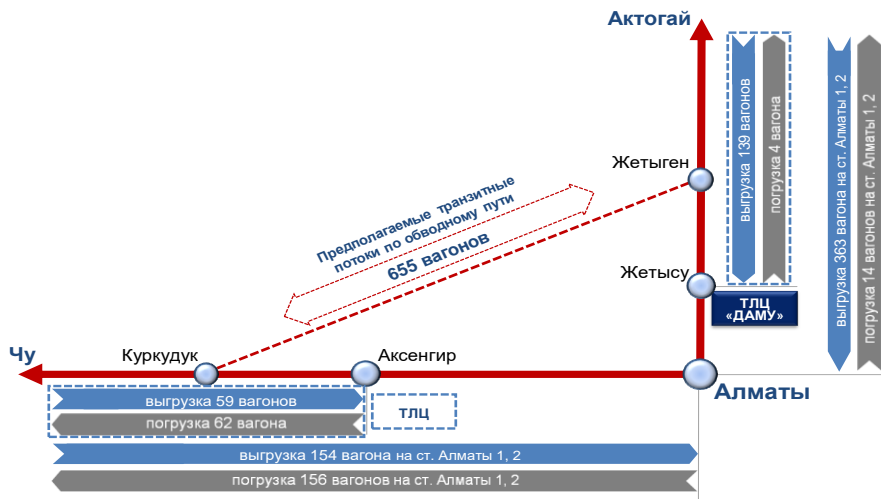 Актогай
выгрузка 139 вагонов
погрузка 4 вагона
выгрузка 363 вагона на ст. Алматы 1, 2
погрузка 14 вагонов на ст. Алматы 1, 2
Жетыген
Предполагаемые транзитные
потоки по обводному пути
655 вагонов
Жетысу
ТЛЦ
«ДАМУ»
Чу
Куркудук
Аксенгир
Алматы
выгрузка 59 вагонов
погрузка 62 вагона
ТЛЦ
выгрузка 154 вагона на ст. Алматы 1, 2
погрузка 156 вагонов на ст. Алматы 1, 2